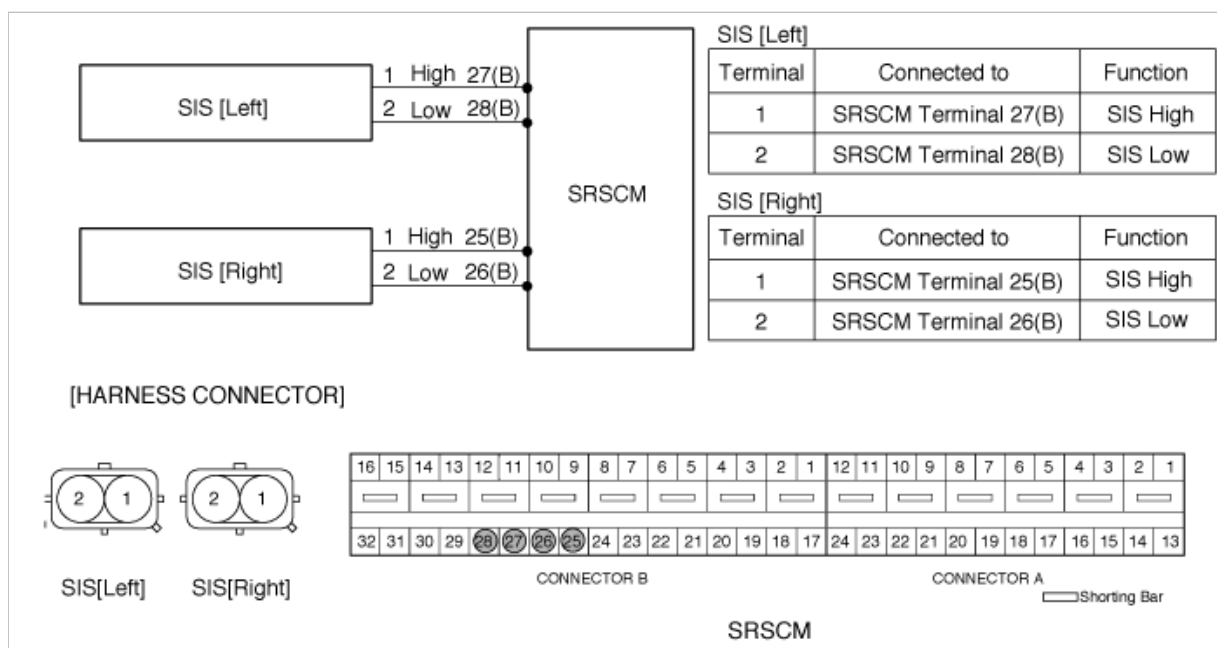 SIS [Left]
1 High 27(B)
2 Low 28(B)
SIS [Right]
1 High 25(B)
2 Low 26(B)
SRSCM
SIS [Left]
Terminal Connected to Function
1 SRSCM Terminal 27(B) SIS High
2 SRSCM Terminal 28(B) SIS Low
SIS [Right]
Terminal Connected to Function
1 SRSCM Terminal 25(B) SIS High
2 SRSCM Terminal 26(B) SIS Low
[HARNESS CONNECTOR]
2 1
SIS[Left]
2 1
SIS[Right]
16 15 14 13 12 11 10 9 8 7 6 5 4 3 2 1 12 11 10 9 8 7 6 5 4 3 2 1
32 31 30 29 28 27 26 25 24 23 22 21 20 19 18 17 24 23 22 21 20 19 18 17 16 15 14 13
CONNECTOR B CONNECTOR A
Shorting Bar
SRSCM